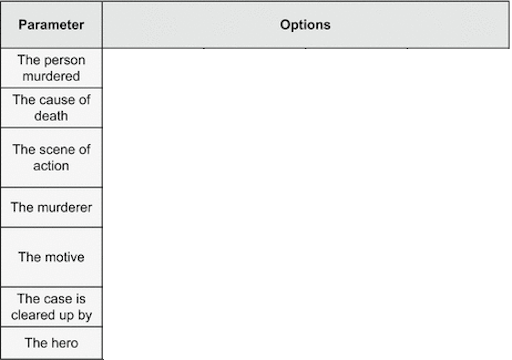 Parameter
Options
The person
murdered
The cause of
death
The scene of
action
The murderer
The motive
The case is
cleared up by
The hero